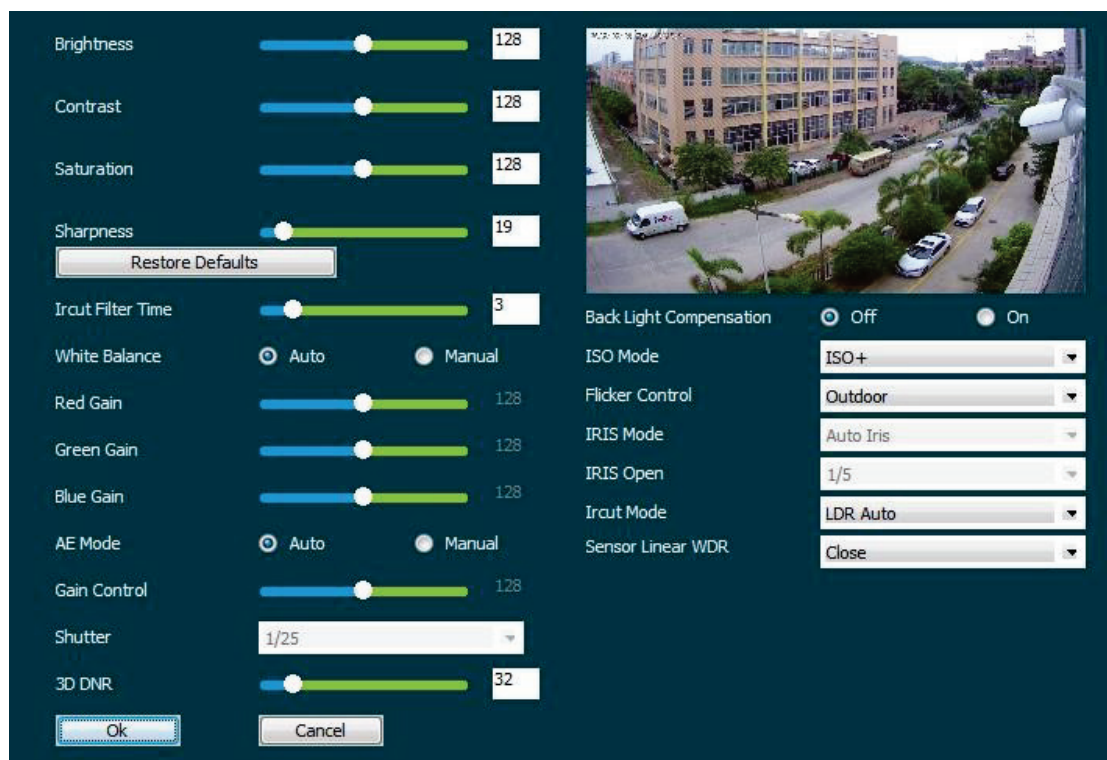 Brightness 128
Contrast 128
Saturation 128
Sharpness 19
Restore Defaults
Ircut Filter Time 3
White Balance Auto Manual
Red Gain 128
Green Gain 128
Blue Gain 128
AE Mode Auto Manual
Gain Control 128
Shutter 1/25
3D DNR 32
Ok Cancel
Back Light Compensation Off On
ISO Mode ISO+
Flicker Control Outdoor
IRIS Mode Auto Iris
IRIS Open 1/5
Ircut Mode LDR Auto
Sensor Linear WDR Close